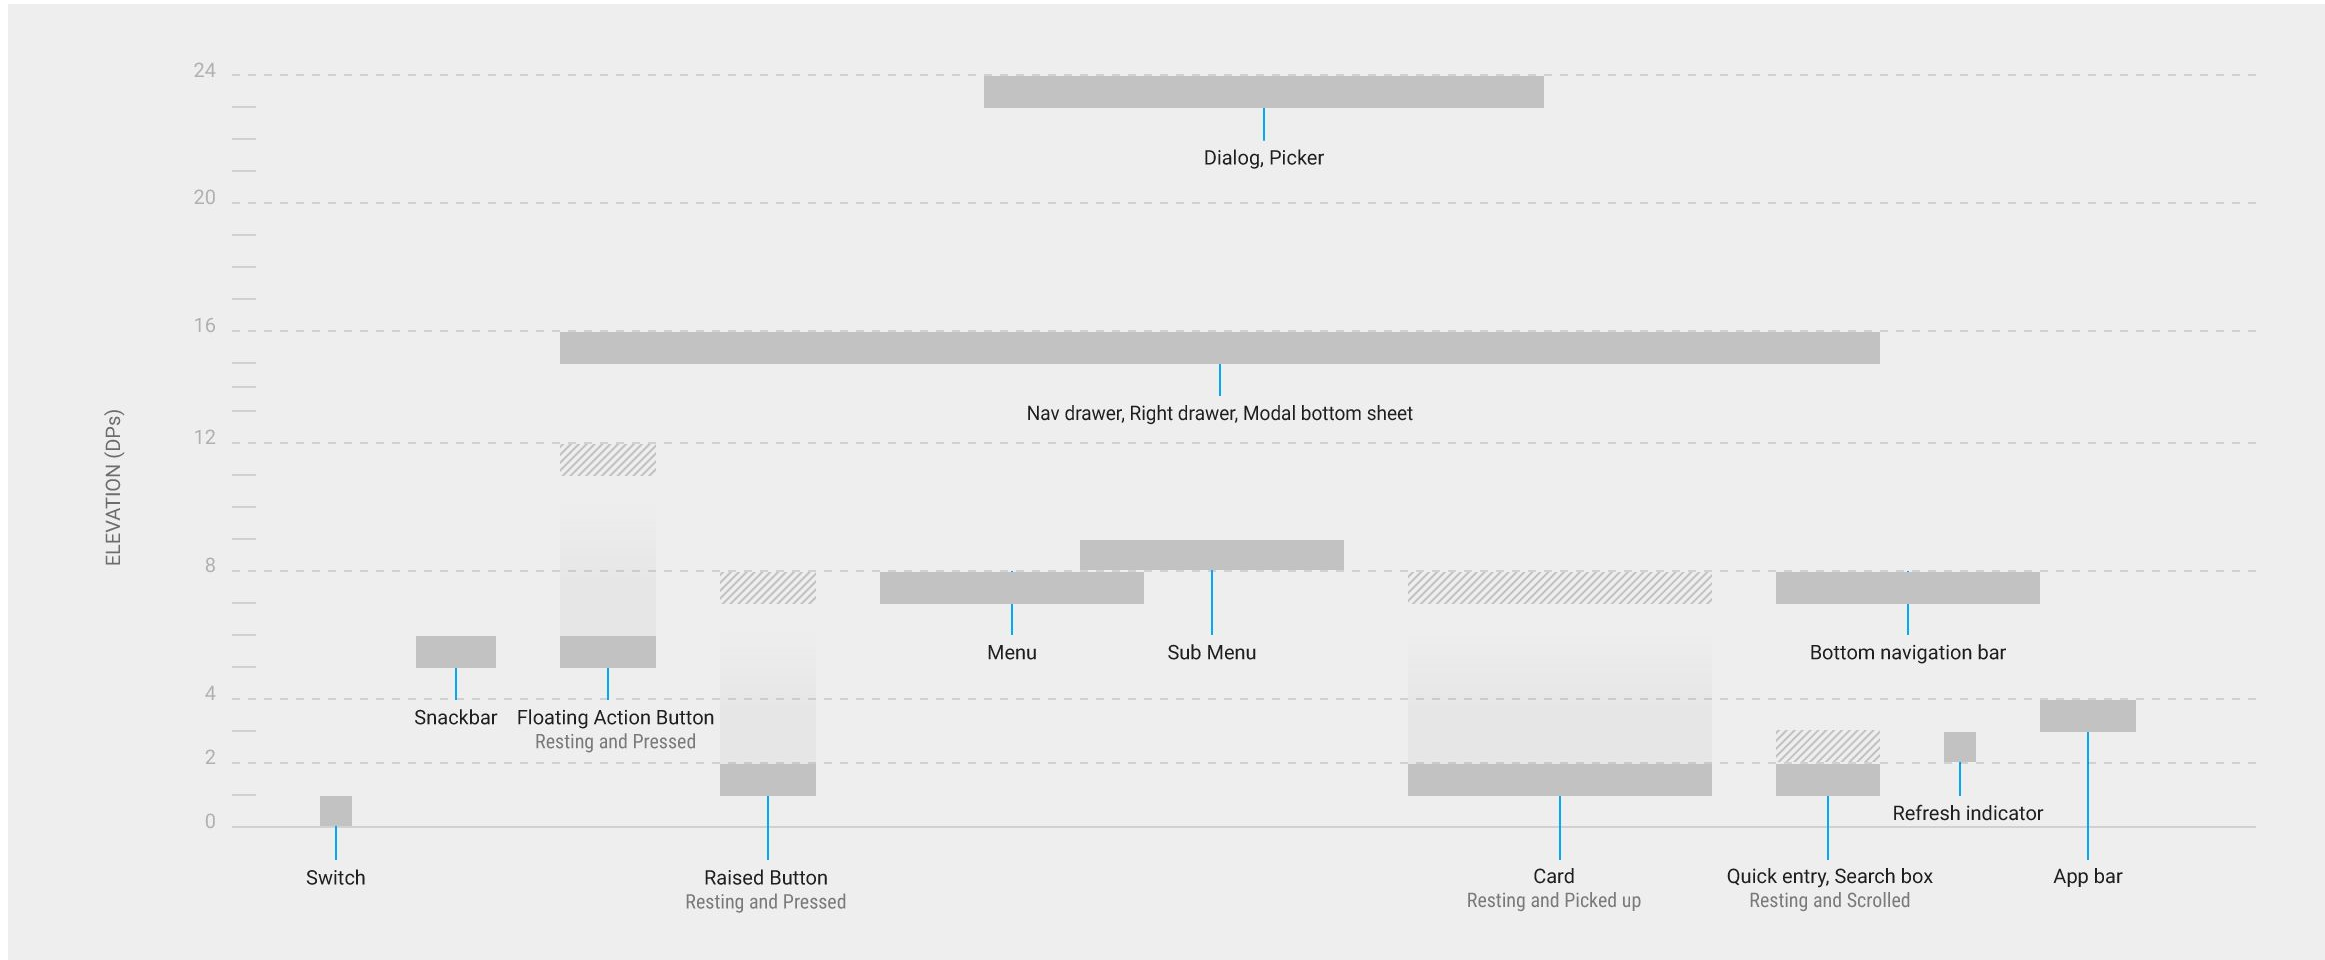 24
Dialog, Picker
20
16
Nav drawer, Right drawer, Modal bottom sheet
ELEVATION (DPs)
12
8
Menu
Sub Menu
Bottom navigation bar
4
Snackbar
Floating Action Button
Resting and Pressed
2
Refresh indicator
0
Switch
Raised Button
Resting and Pressed
Card
Resting and Picked up
Quick entry, Search box
Resting and Scrolled
App bar